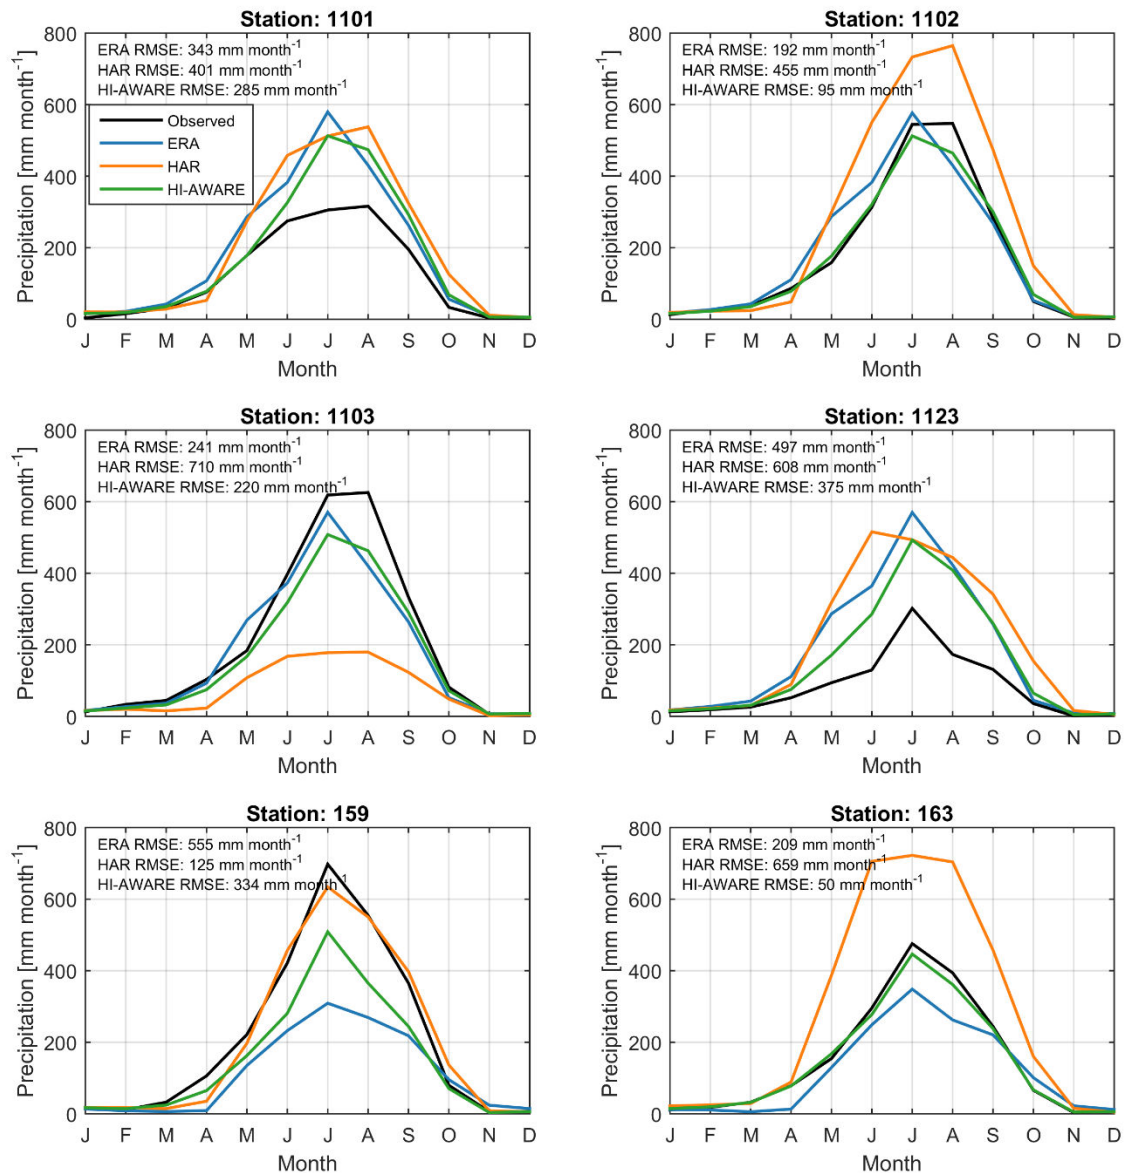 Station: 1101
ERA RMSE: 343 mm month-1
HAR RMSE: 401 mm month-1
HI-AWARE RMSE: 285 mm month-1
Observed
ERA
HAR
HI-AWARE
Precipitation [mm month-1]
800
600
400
200
0
J F M A M J J A S O N D
Month
Station: 1102
ERA RMSE: 192 mm month-1
HAR RMSE: 455 mm month-1
HI-AWARE RMSE: 95 mm month-1
Precipitation [mm month-1]
800
600
400
200
0
J F M A M J J A S O N D
Month
Station: 1103
ERA RMSE: 241 mm month-1
HAR RMSE: 710 mm month-1
HI-AWARE RMSE: 220 mm month-1
Precipitation [mm month-1]
800
600
400
200
0
J F M A M J J A S O N D
Month
Station: 1123
ERA RMSE: 497 mm month-1
HAR RMSE: 608 mm month-1
HI-AWARE RMSE: 375 mm month-1
Precipitation [mm month-1]
800
600
400
200
0
J F M A M J J A S O N D
Month
Station: 159
ERA RMSE: 555 mm month-1
HAR RMSE: 125 mm month-1
HI-AWARE RMSE: 334 mm month-1
Precipitation [mm month-1]
800
600
400
200
0
J F M A M J J A S O N D
Month
Station: 163
ERA RMSE: 209 mm month-1
HAR RMSE: 659 mm month-1
HI-AWARE RMSE: 50 mm month-1
Precipitation [mm month-1]
800
600
400
200
0
J F M A M J J A S O N D
Month